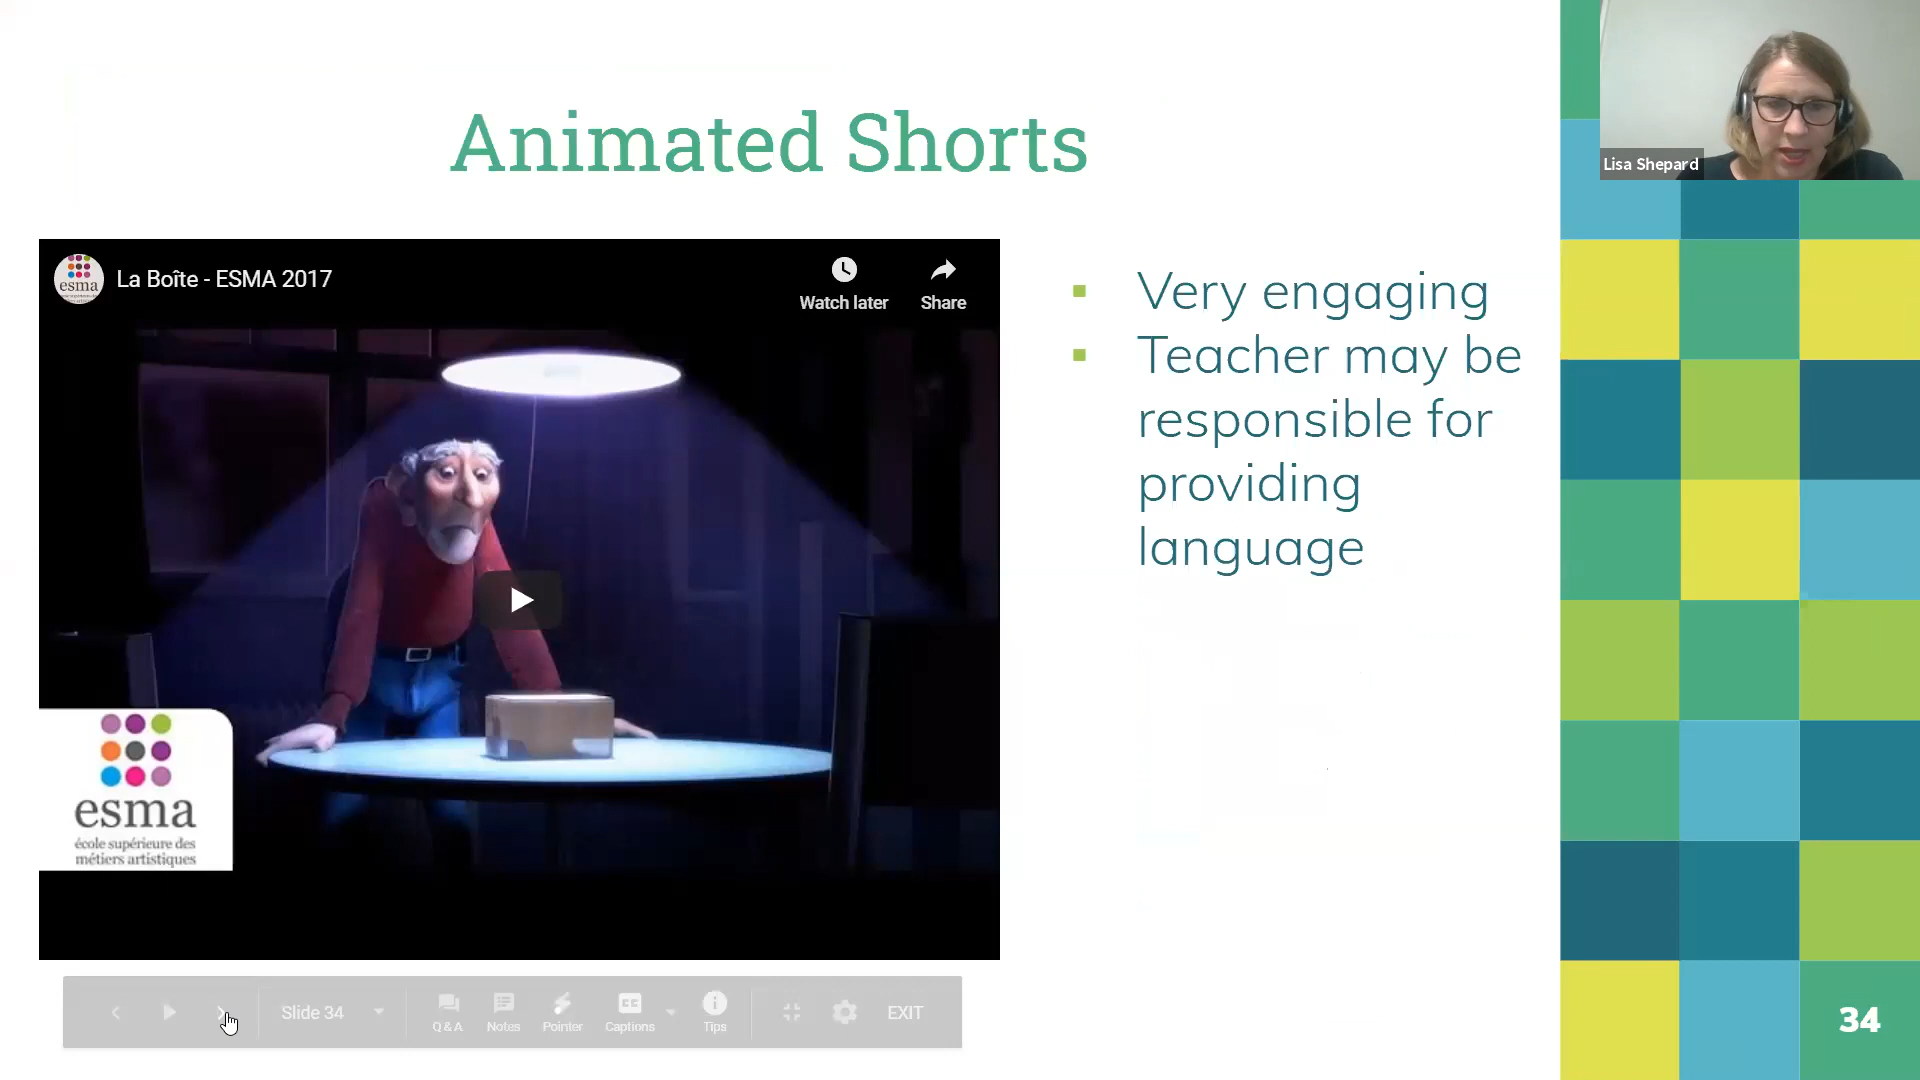 Animated Shorts
Lisa Shepard
esma
La Boîte - ESMA 2017
Watch later
Share
Very engaging
Teacher may be
responsible for
providing
language
esma
école supérieure des
métiers artistiques
Slide 34
Q & A
Notes
Pointer
Captions
Tips
EXIT
34